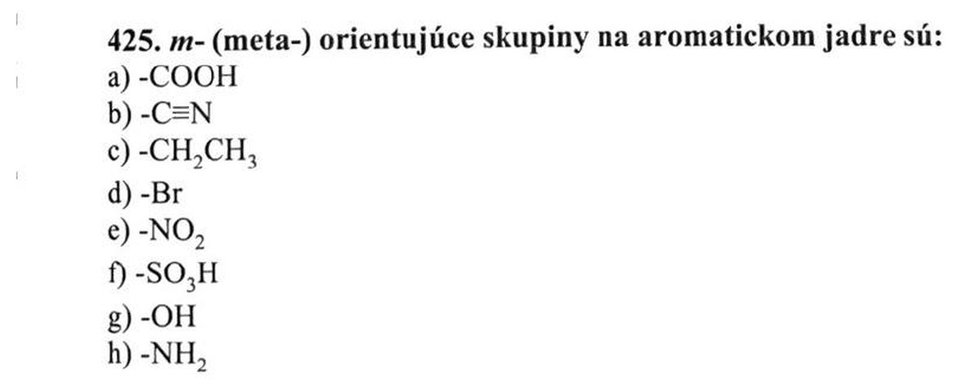 425. m- (meta-) orientujúce skupiny na aromatickom jadre sú:
a) -COOH
b) -C≡N
c) -CH₂CH₃
d) -Br
e) -NO₂
f) -SO₃H
g) -OH
h) -NH₂